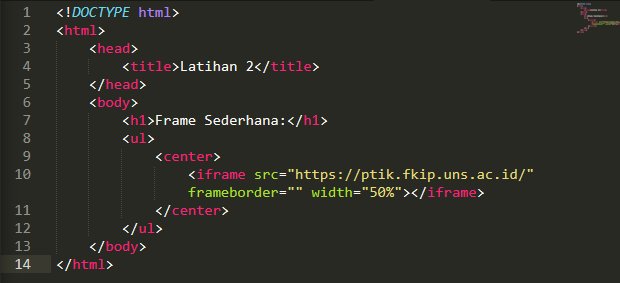 1 <!DOCTYPE html>
2 <html>
3     <head>
4         <title>Latihan 2</title>
5     </head>
6     <body>
7         <h1>Frame Sederhana:</h1>
8         <ul>
9             <center>
10                 <iframe src="https://ptik.fkip.uns.ac.id/"
                frameborder="" width="50%"></iframe>
11             </center>
12         </ul>
13     </body>
14 </html>